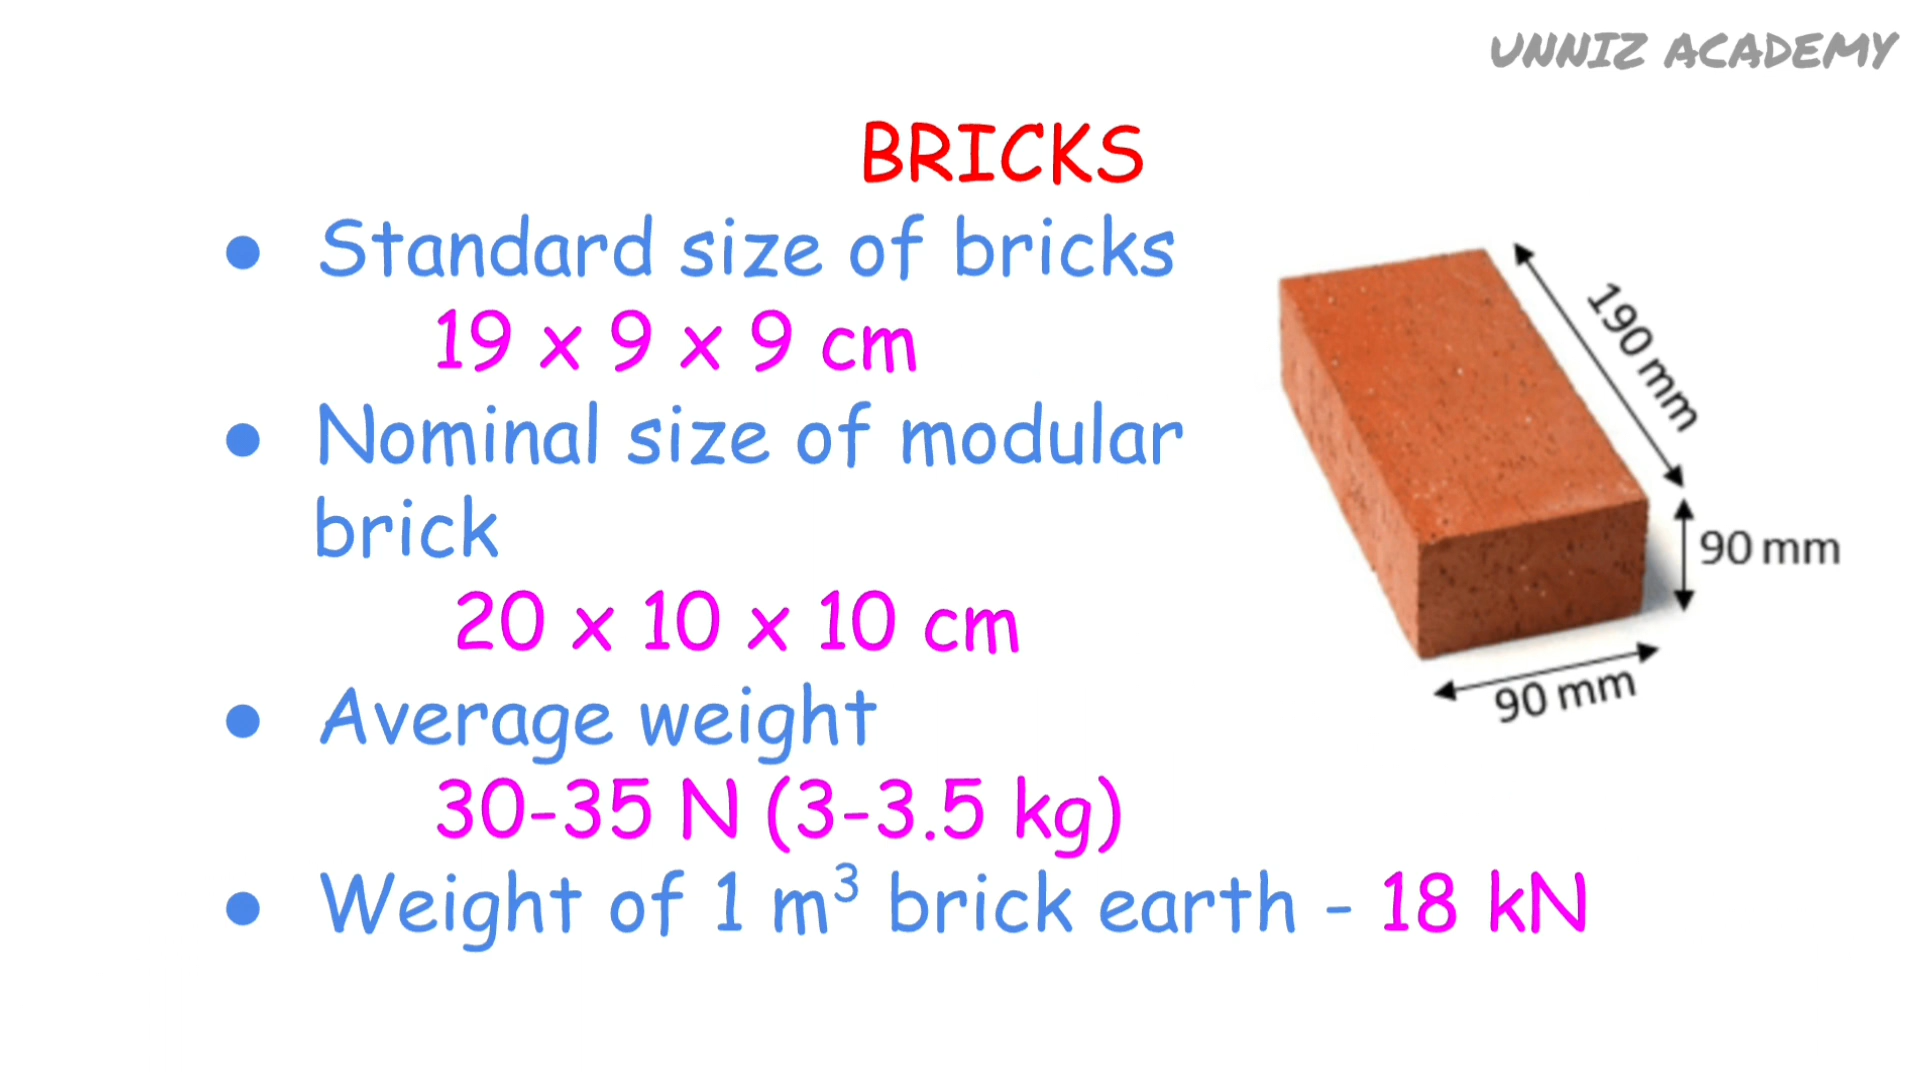 UNNIZ ACADEMY
BRICKS
● Standard size of bricks
19 x 9 x 9 cm
● Nominal size of modular
brick
20 x 10 x 10 cm
● Average weight
30-35 N (3-3.5 kg)
● Weight of 1 m³ brick earth - 18 kN
190 mm
90 mm
90 mm